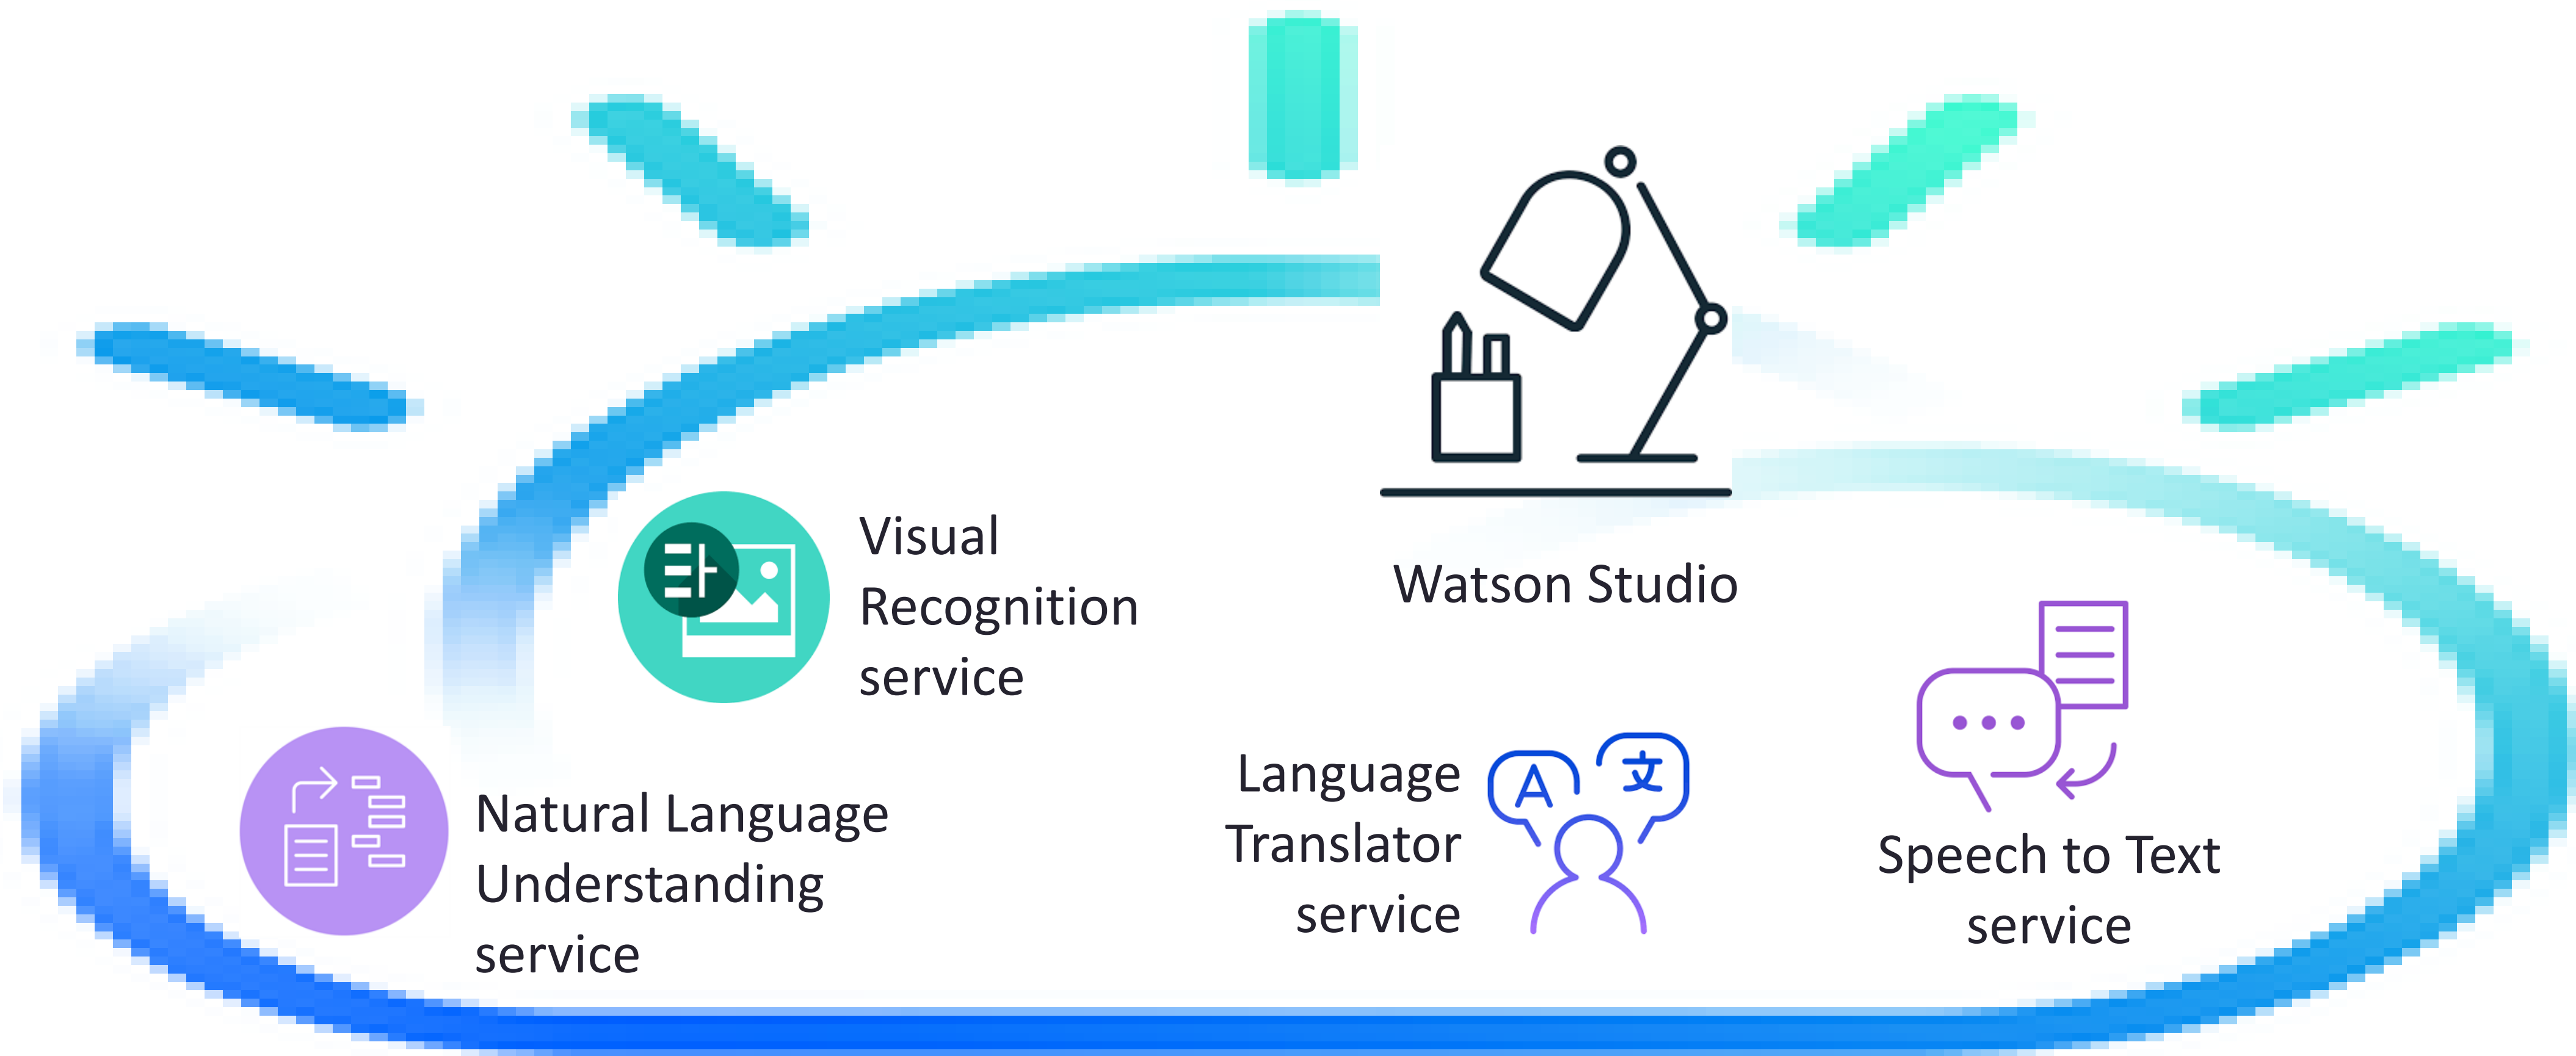 Visual
Recognition
service
Watson Studio
Natural Language
Understanding
service
Language
Translator
service
A
文
Speech to Text
service